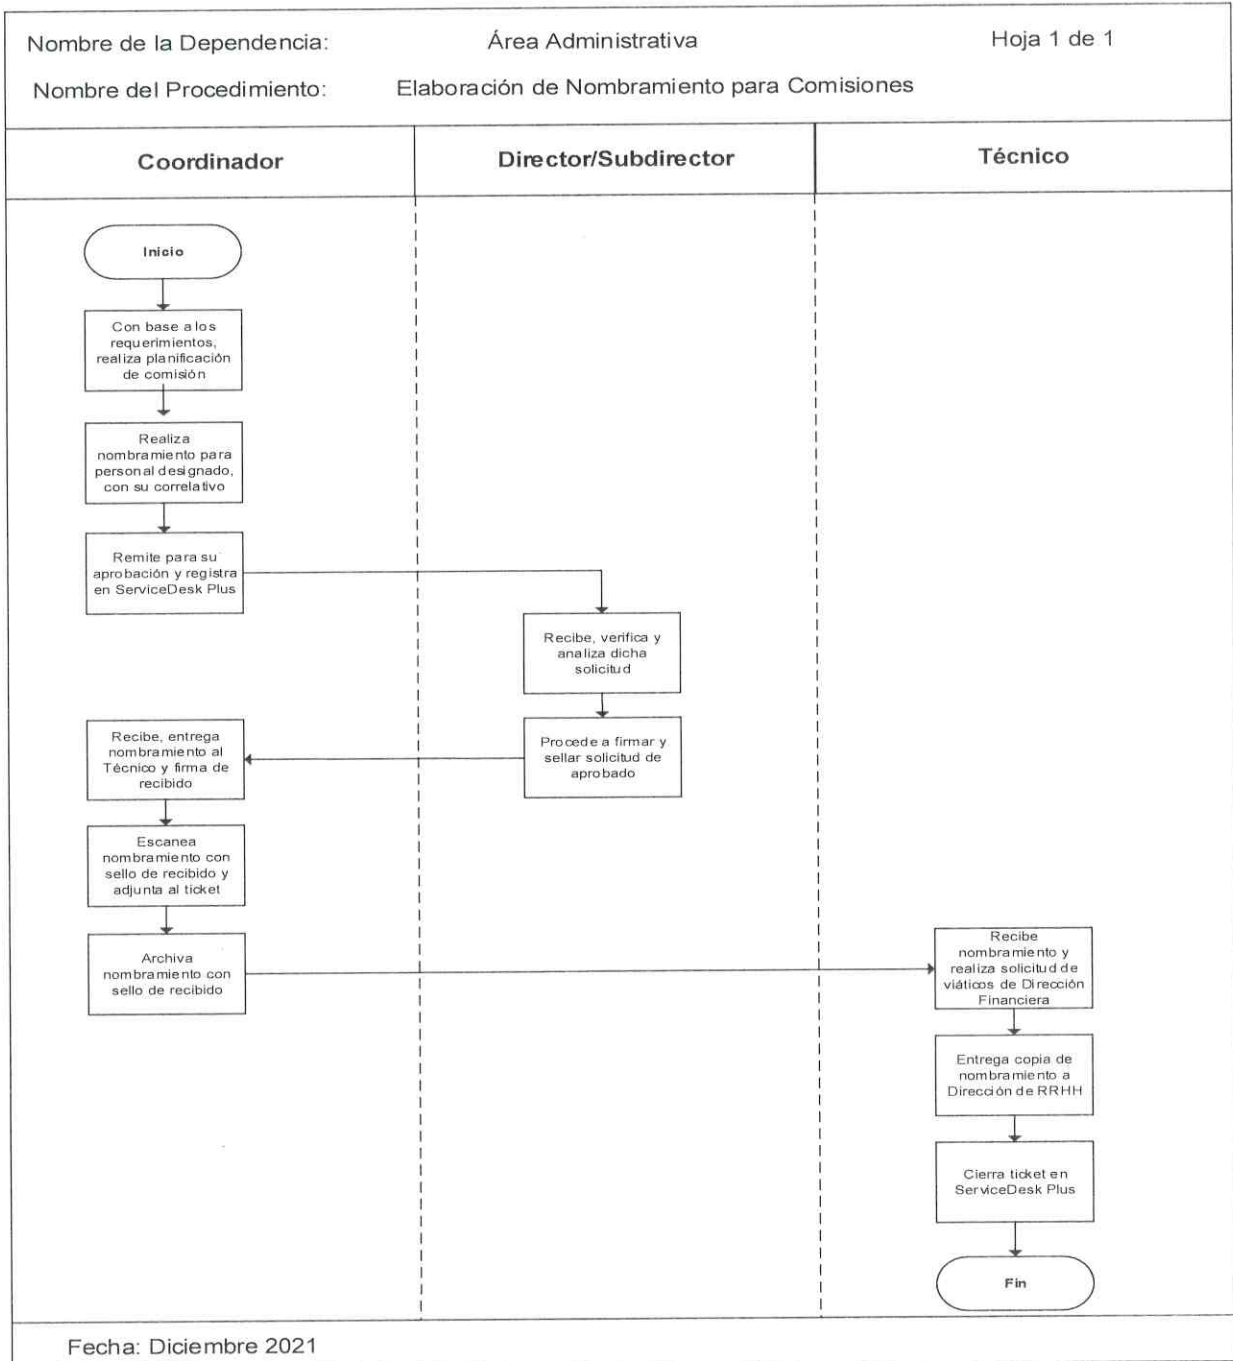 Nombre de la Dependencia: Área Administrativa Hoja 1 de 1
Nombre del Procedimiento: Elaboración de Nombramiento para Comisiones
Coordinador Director/Subdirector Técnico
Inicio
Con base a los
requerimientos,
realiza planificación
de comisión
Realiza
nombramiento para
personal designado,
con su correlativo
Remite para su
aprobación y registra
en ServiceDesk Plus
Recibe, verifica y
analiza dicha
solicitud
Procede a firmar y
sellar solicitud de
aprobado
Recibe, entrega
nombramiento al
Técnico y firma de
recibido
Escanea
nombramiento con
sello de recibido y
adjunta al ticket
Archiva
nombramiento con
sello de recibido
Recibe
nombramiento y
realiza solicitud de
viáticos de Dirección
Financiera
Entrega copia de
nombramiento a
Dirección de RRHH
Cierra ticket en
ServiceDesk Plus
Fin
Fecha: Diciembre 2021